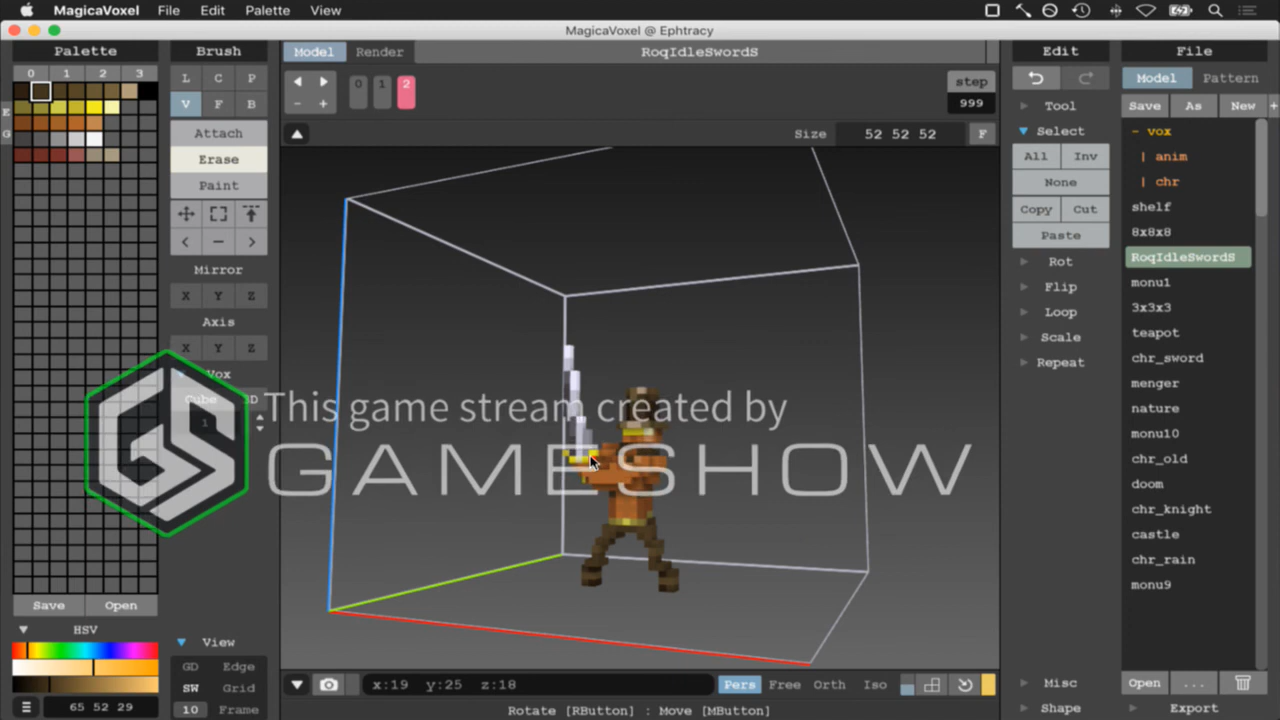 MagicaVoxel File Edit Palette View
MagicaVoxel @ Ephtracy
Palette Brush Model Render RoqIdleSwordS Edit File
0 1 2 3
L C P
V F B
Attach
Erase
Paint
< — >
Mirror
X Y Z
Axis
X Y Z
Vox
Cube 3D
1
Save Open
HSV
65 52 29
View
GD Edge
SW Grid
10 Frame
0 1 2
- +
step
999
Size 52 52 52 F
This game stream created by
GS GAMESHOW
x:19 y:25 z:18
Pers Free Orth Iso
Rotate [RButton] : Move [MButton]
Tool
Select
All Inv
None
Copy Cut
Paste
Rot
Flip
Loop
Scale
Repeat
Misc
Shape
Model Pattern
Save As New +
- vox
| anim
| chr
shelf
8x8x8
RoqIdleSwordS
monu1
3x3x3
teapot
chr_sword
menger
nature
monu10
chr_old
doom
chr_knight
castle
chr_rain
monu9
Open ...
Export
E
G